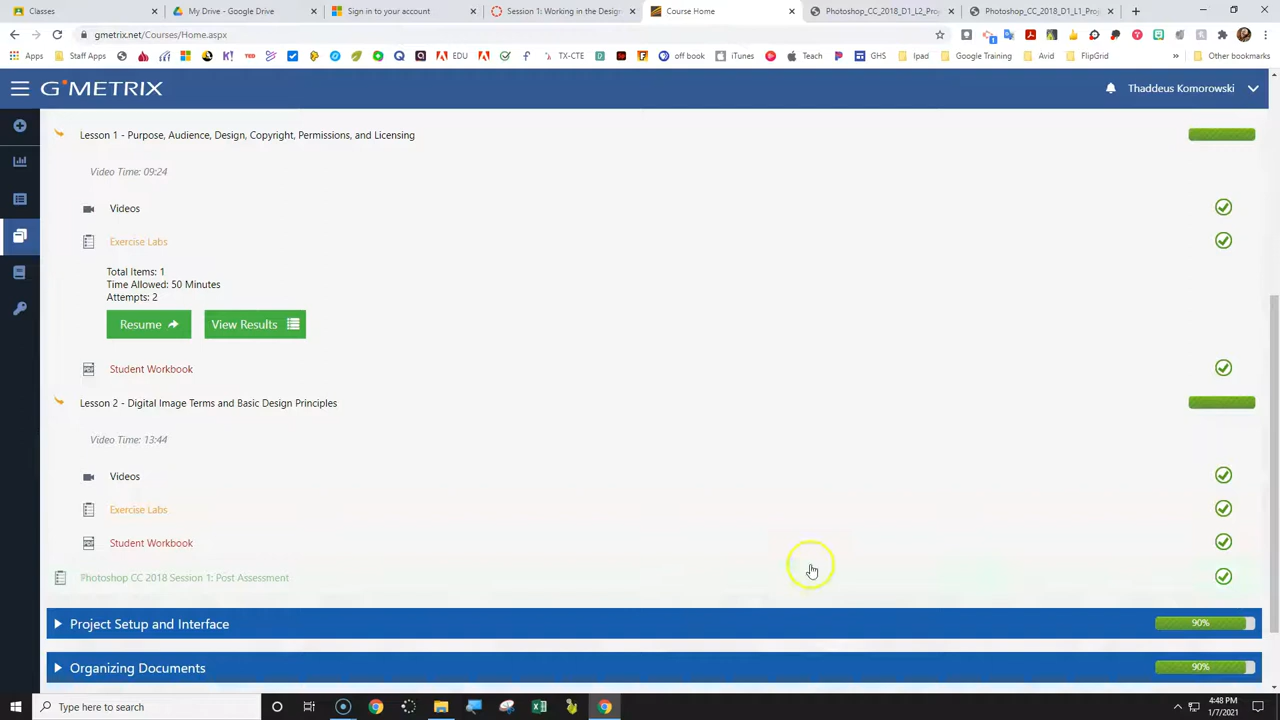 Classes
My Drive - Google Drive
Sign in to your account
Session 1: Working in the Design
Course Home
Photoshop_CC_2018_D1_L2_Proj
Photoshop_CC_2018_D1_L1_Proj
gmetrix.net/Courses/Home.aspx
Apps
Staff Apps
EDU
TX-CTE
off book
iTunes
Teach
GHS
Ipad
Google Training
Avid
FlipGrid
Other bookmarks
G*METRIX
Thaddeus Komorowski
Lesson 1 - Purpose, Audience, Design, Copyright, Permissions, and Licensing
Video Time: 09:24
Videos
Exercise Labs
Total Items: 1
Time Allowed: 50 Minutes
Attempts: 2
Resume
View Results
Student Workbook
Lesson 2 - Digital Image Terms and Basic Design Principles
Video Time: 13:44
Videos
Exercise Labs
Student Workbook
Photoshop CC 2018 Session 1: Post Assessment
Project Setup and Interface
90%
Organizing Documents
90%
Type here to search
4:48 PM
1/7/2021